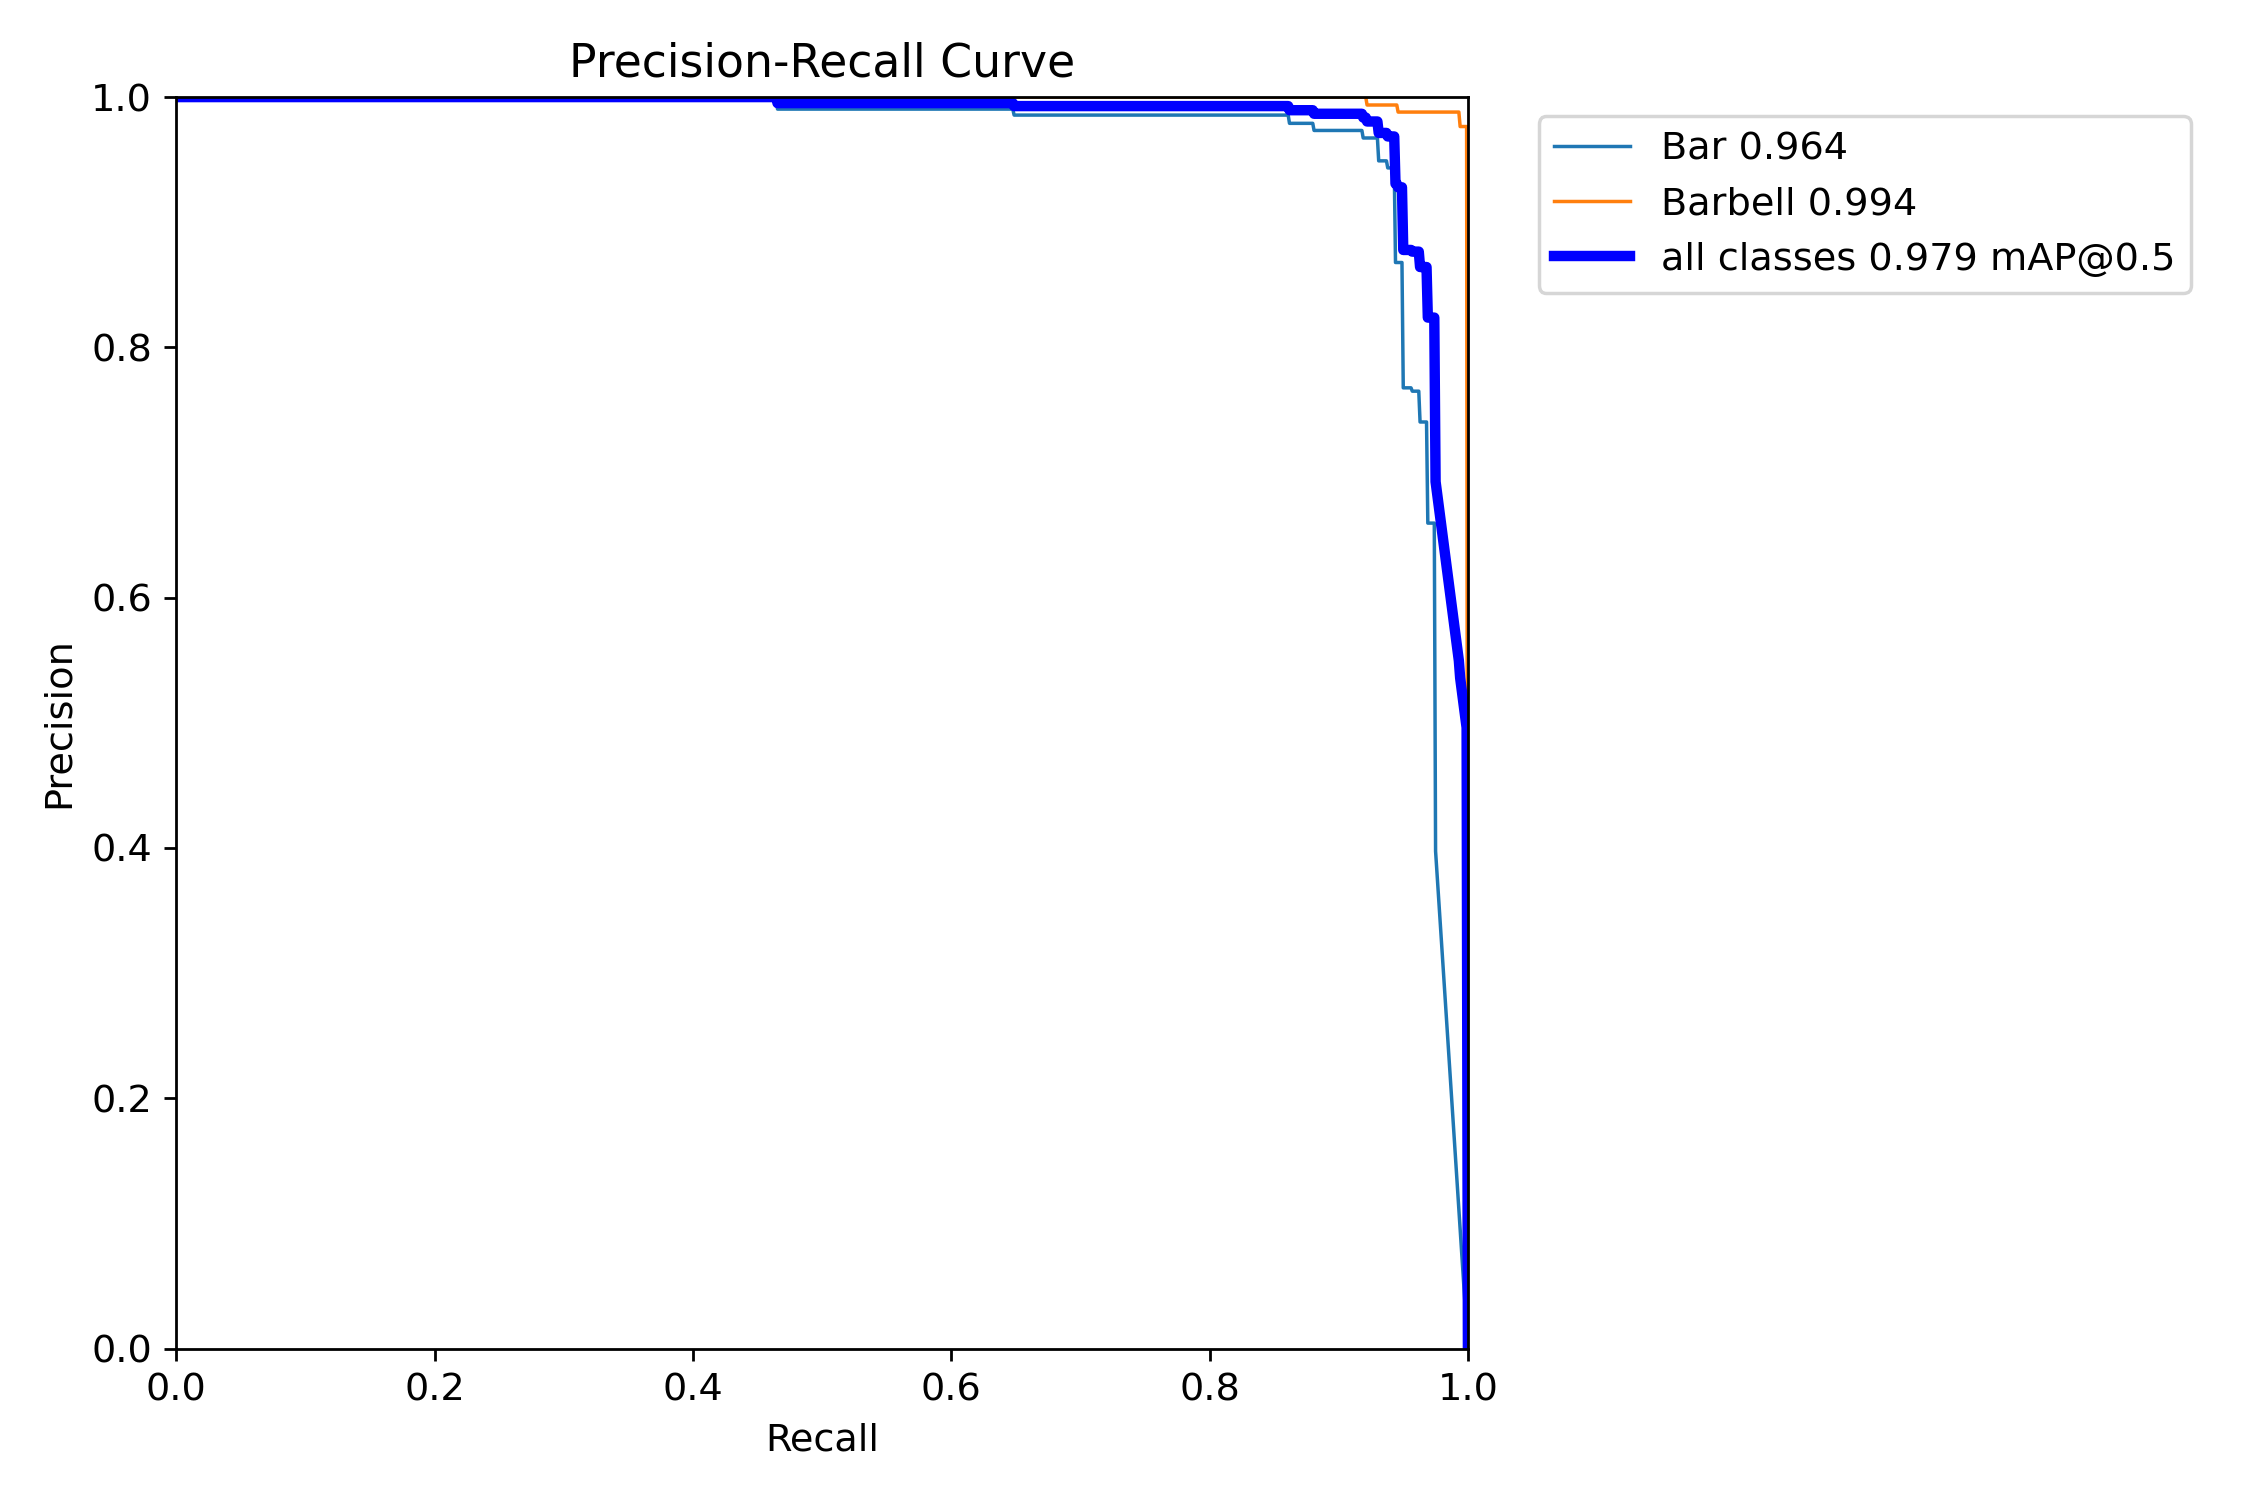 Precision-Recall Curve
1.0
0.8
0.6
0.4
0.2
0.0
Precision
0.0 0.2 0.4 0.6 0.8 1.0
Recall
Bar 0.964
Barbell 0.994
all classes 0.979 mAP@0.5